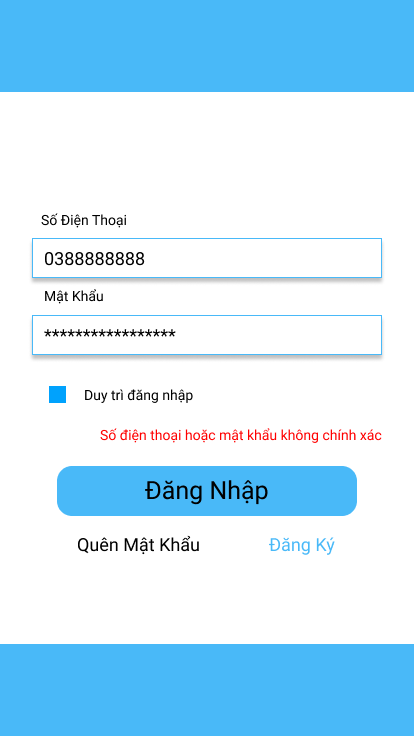 Số Điện Thoại
0388888888
Mật Khẩu
*****************
Duy trì đăng nhập
Số điện thoại hoặc mật khẩu không chính xác
Đăng Nhập
Quên Mật Khẩu
Đăng Ký